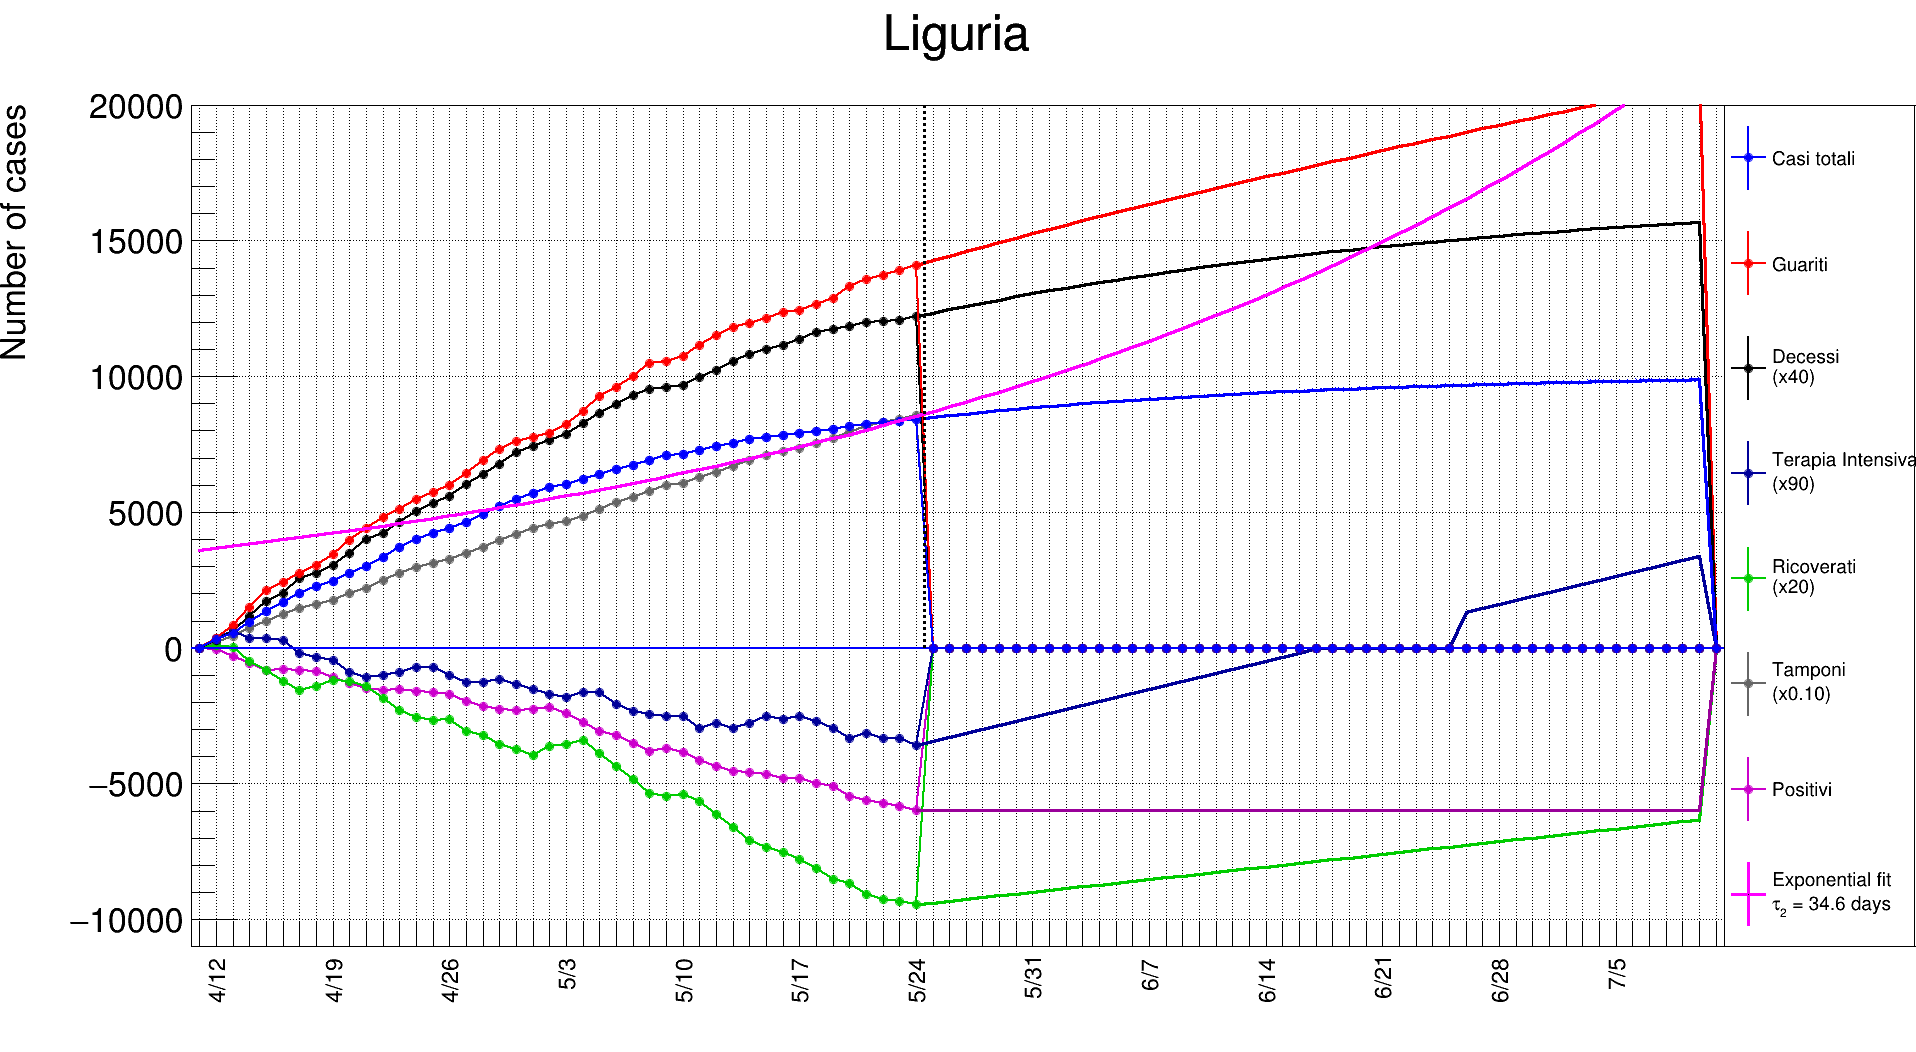 Liguria
Number of cases
20000
15000
10000
5000
0
−5000
−10000
4/12
4/19
4/26
5/3
5/10
5/17
5/24
5/31
6/7
6/14
6/21
6/28
7/5
Casi totali
Guariti
Decessi
(x40)
Terapia Intensiva
(x90)
Ricoverati
(x20)
Tamponi
(x0.10)
Positivi
Exponential fit
τ2 = 34.6 days